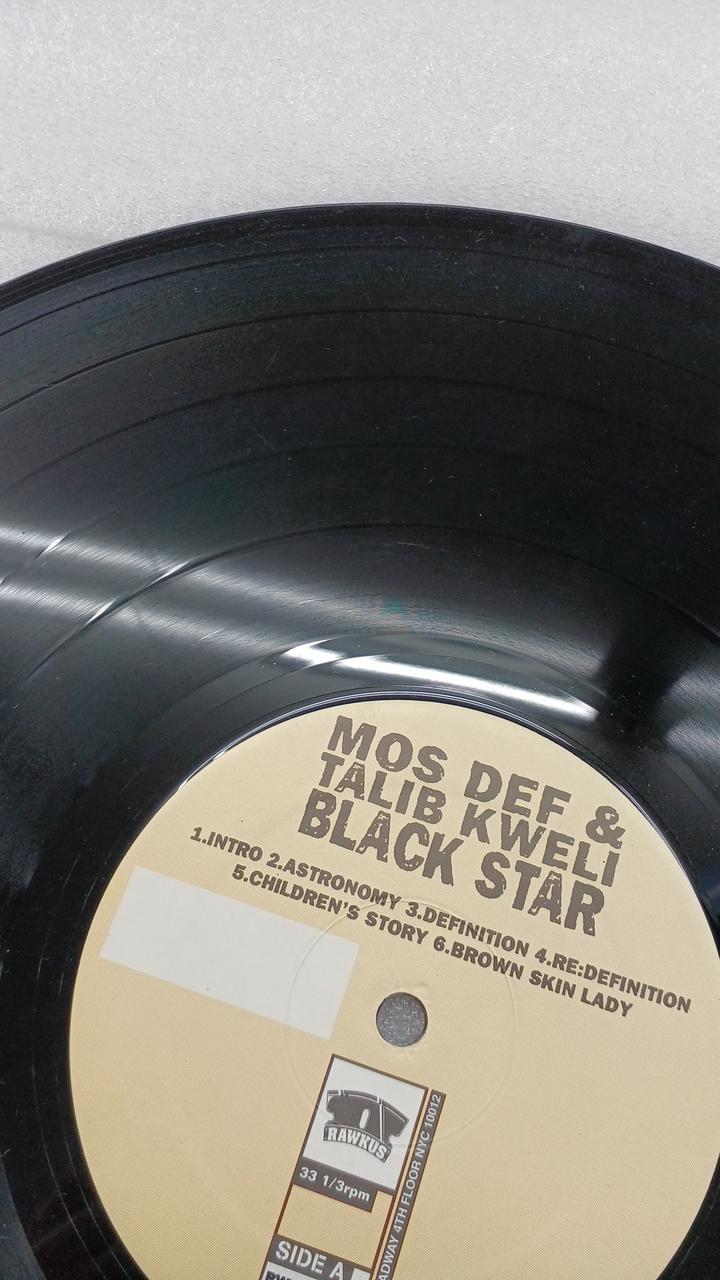 MOS DEF &
TALIB KWELI
BLACK STAR
1.INTRO 2.ASTRONOMY 3.DEFINITION 4.RE:DEFINITION
5.CHILDREN'S STORY 6.BROWN SKIN LADY
RAWKUS
33 1/3rpm
4TH FLOOR NYC 10012
SIDE A